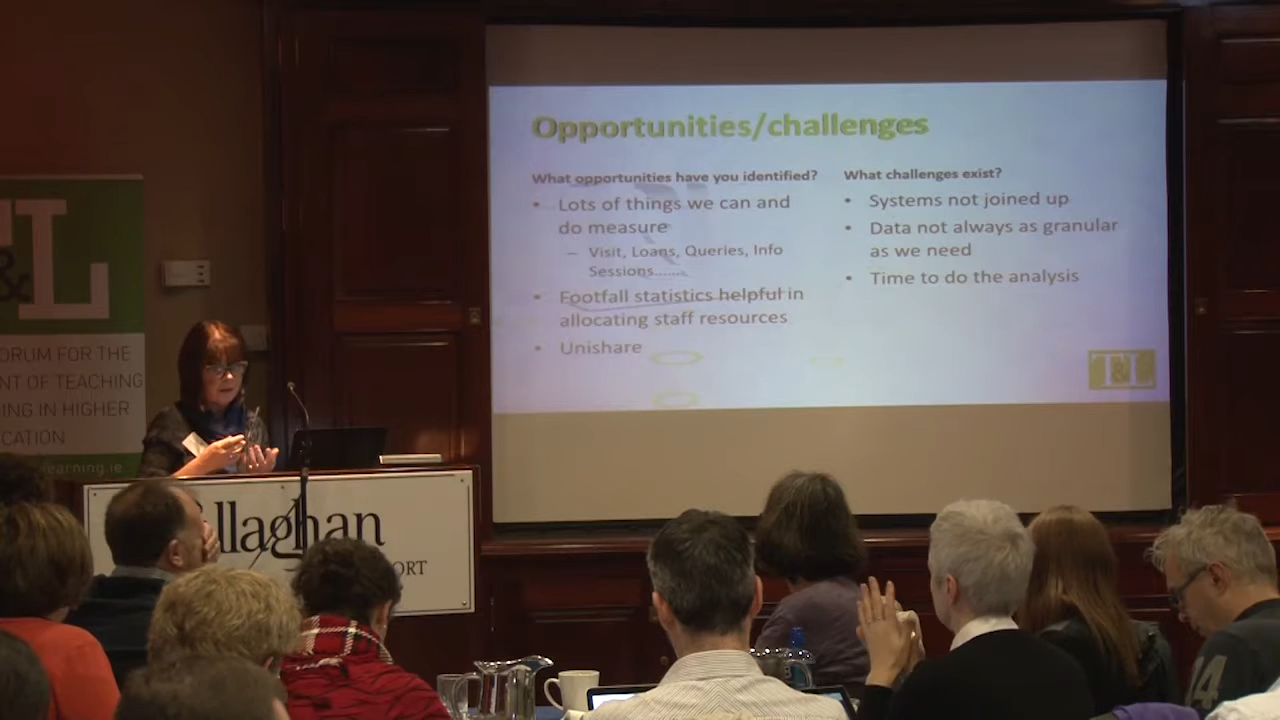 Opportunities/challenges
What opportunities have you identified?
• Lots of things we can and
do measure
– Visit, Loans, Queries, Info
Sessions.......
• Footfall statistics helpful in
allocating staff resources
• Unishare
What challenges exist?
• Systems not joined up
• Data not always as granular
as we need
• Time to do the analysis
T&L
&L
ORUM FOR THE
NT OF TEACHING
ING IN HIGHER
CATION
learning.ie
llaghan
ORT